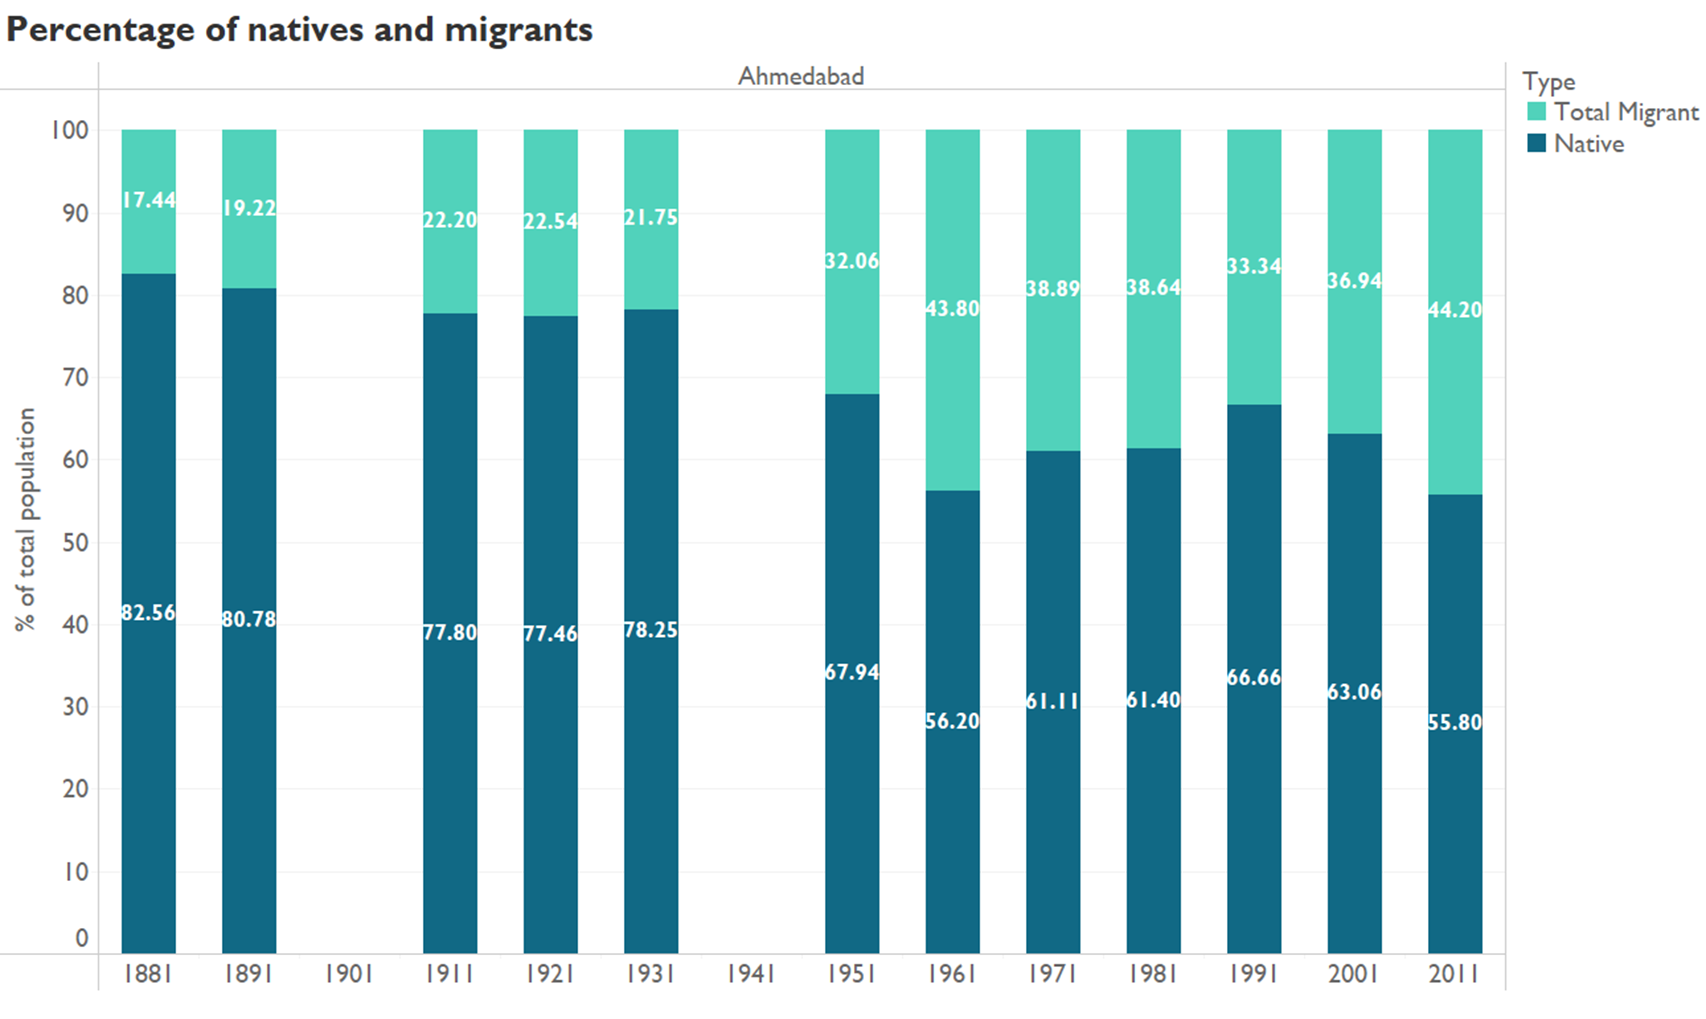 Percentage of natives and migrants
Ahmedabad
Type
Total Migrant
Native
% of total population
100
90
80
70
60
50
40
30
20
10
0
17.44 19.22 22.20 22.54 21.75 32.06 43.80 38.89 38.64 33.34 36.94 44.20
82.56 80.78 77.80 77.46 78.25 67.94 56.20 61.11 61.40 66.66 63.06 55.80
1881 1891 1901 1911 1921 1931 1941 1951 1961 1971 1981 1991 2001 2011